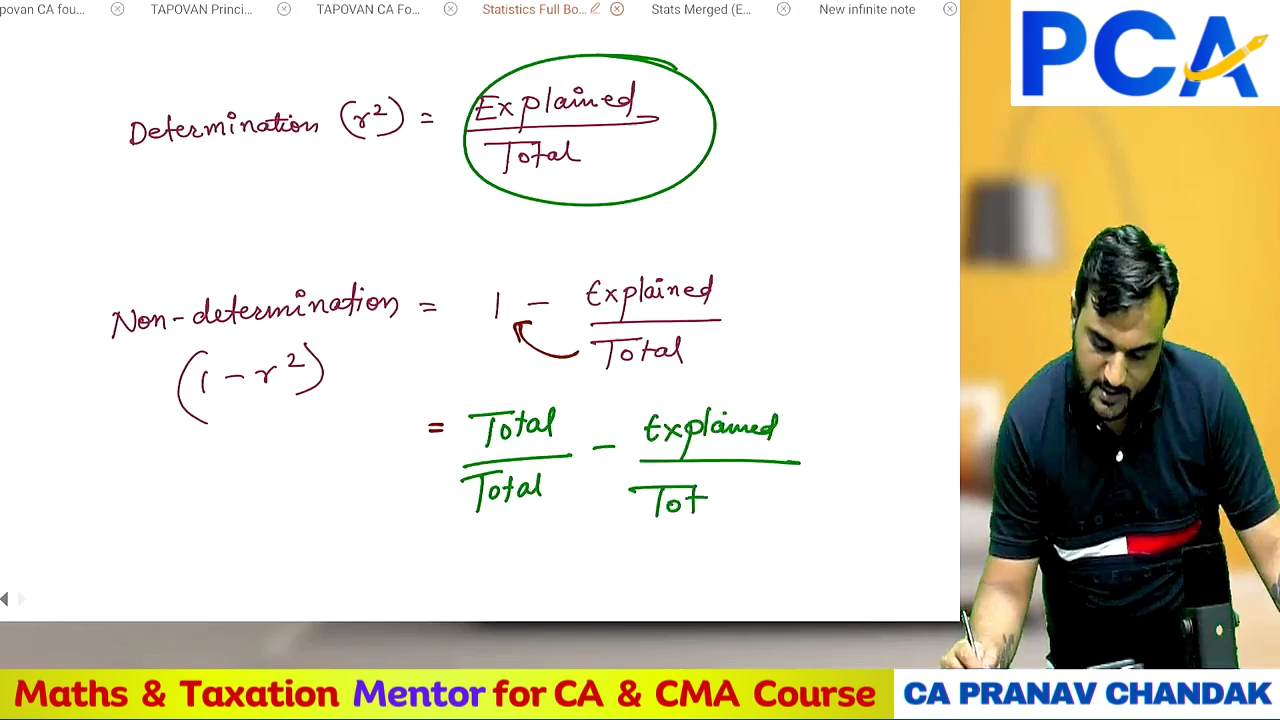 povan CA fou...
TAPOVAN Princi...
TAPOVAN CA Fo...
Statistics Full Bo...
Stats Merged (E...
New infinite note
PCA
Determination (r²) = Explained
Total
Non-determination = 1 - Explained
Total
(1 - r²)
= Total - Explained
Total Tot
Maths & Taxation Mentor for CA & CMA Course
CA PRANAV CHANDAK